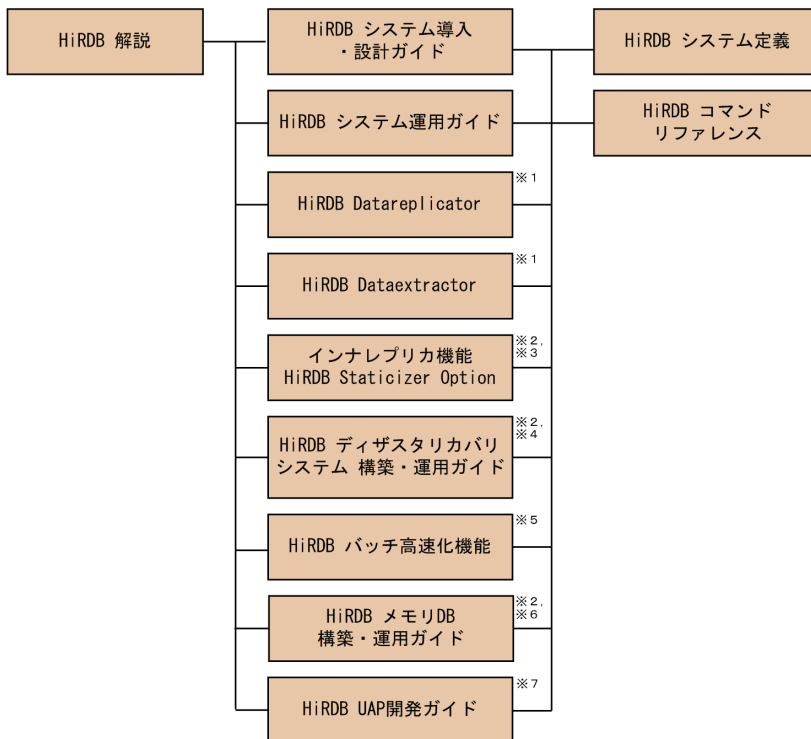 HiRDB 解説
HiRDB システム導入
・設計ガイド
HiRDB システム定義
HiRDB システム運用ガイド
HiRDB コマンド
リファレンス
※1
HiRDB Datareplicator
※1
HiRDB Dataextractor
※2,
※3
インナレプリカ機能
HiRDB Staticizer Option
※2,
※4
HiRDB ディザスタリカバリ
システム 構築・運用ガイド
※5
HiRDB バッチ高速化機能
※2,
※6
HiRDB メモリDB
構築・運用ガイド
※7
HiRDB UAP開発ガイド